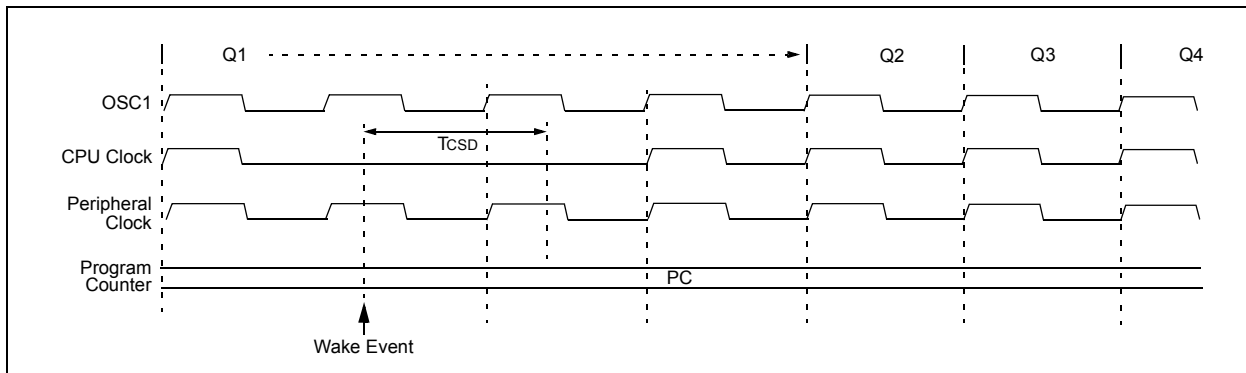 Q1 Q2 Q3 Q4
OSC1
TCSD
CPU Clock
Peripheral
Clock
Program
Counter
PC
Wake Event